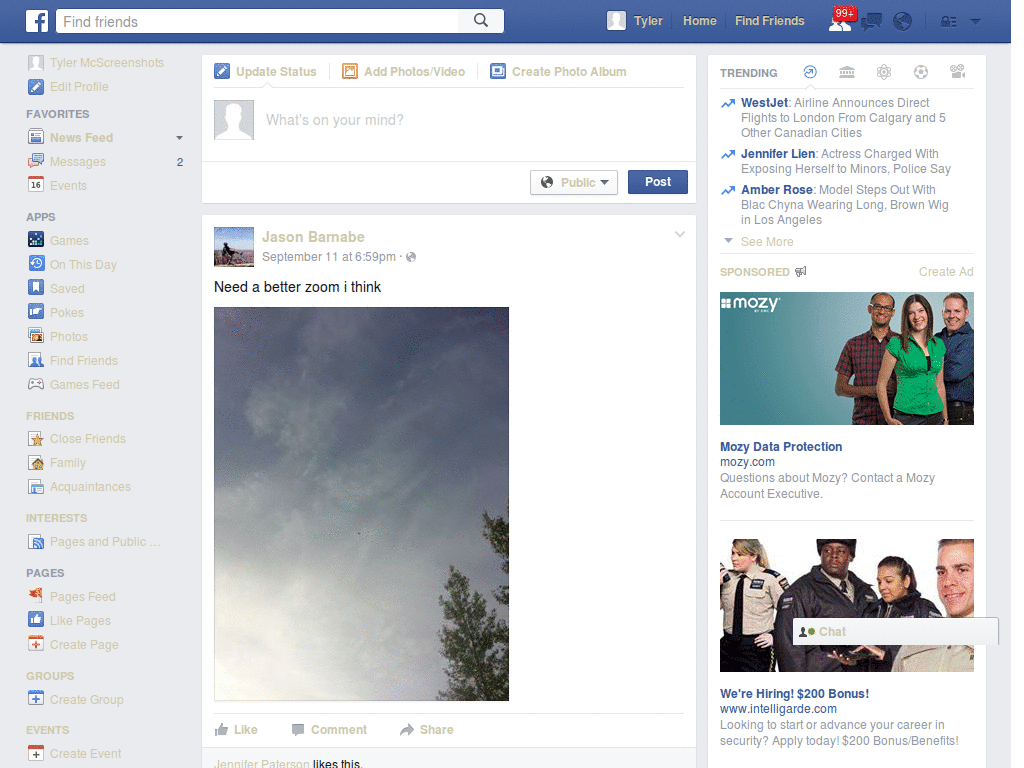 Find friends
Tyler
Home
Find Friends
99+
Tyler McScreenshots
Edit Profile
FAVORITES
News Feed
Messages
2
16
Events
APPS
Games
On This Day
Saved
Pokes
Photos
Find Friends
Games Feed
FRIENDS
Close Friends
Family
Acquaintances
INTERESTS
Pages and Public ...
PAGES
Pages Feed
Like Pages
Create Page
GROUPS
Create Group
EVENTS
Create Event
Update Status
Add Photos/Video
Create Photo Album
What's on your mind?
Public
Post
Jason Barnabe
September 11 at 6:59pm ·
Need a better zoom i think
Like
Comment
Share
Jennifer Paterson likes this.
TRENDING
WestJet: Airline Announces Direct
Flights to London From Calgary and 5
Other Canadian Cities
Jennifer Lien: Actress Charged With
Exposing Herself to Minors, Police Say
Amber Rose: Model Steps Out With
Blac Chyna Wearing Long, Brown Wig
in Los Angeles
See More
SPONSORED
Create Ad
mozy
BY EMC
Mozy Data Protection
mozy.com
Questions about Mozy? Contact a Mozy
Account Executive.
Chat
We're Hiring! $200 Bonus!
www.intelligarde.com
Looking to start or advance your career in
security? Apply today! $200 Bonus/Benefits!